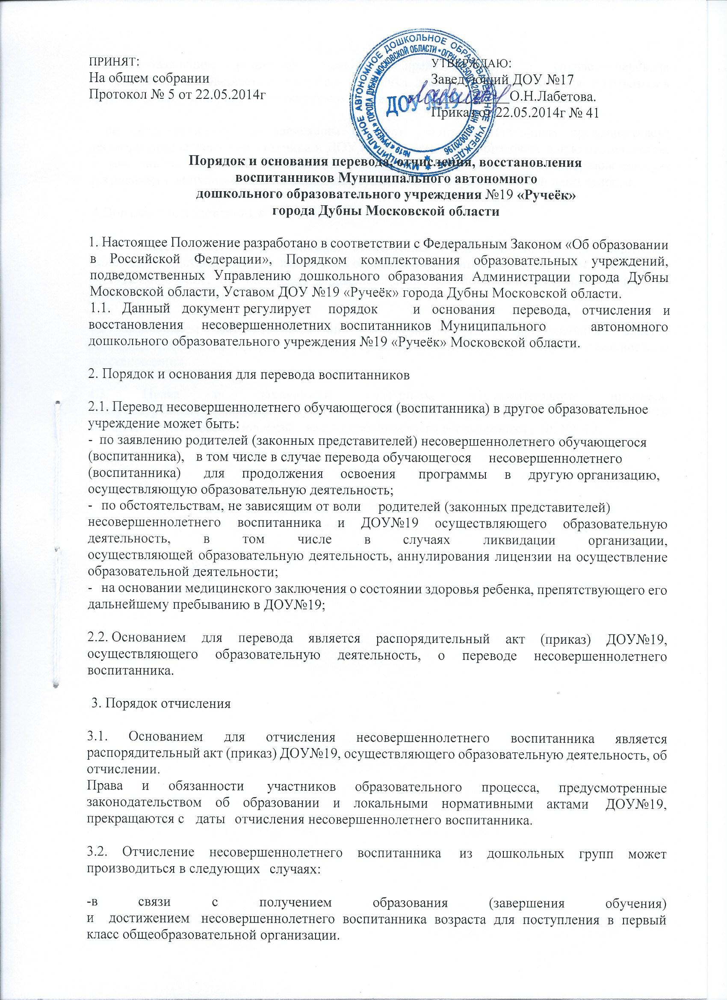 ПРИНЯТ:
На общем собрании
Протокол № 5 от 22.05.2014г
УТВЕРЖДАЮ:
Заведующий ДОУ №17
О.Н.Лабетова.
Приказ от 22.05.2014г № 41
МУНИЦИПАЛЬНОЕ АВТОНОМНОЕ ДОШКОЛЬНОЕ ОБРАЗОВАТЕЛЬНОЕ УЧРЕЖДЕНИЕ
№19 «РУЧЕЕК» ГОРОДА ДУБНЫ МОСКОВСКОЙ ОБЛАСТИ * ОГРН ИНН 5010020196
ДОУ №19
Порядок и основания перевода, отчисления, восстановления
воспитанников Муниципального автономного
дошкольного образовательного учреждения №19 «Ручеёк»
города Дубны Московской области
1. Настоящее Положение разработано в соответствии с Федеральным Законом «Об образовании
в Российской Федерации», Порядком комплектования образовательных учреждений,
подведомственных Управлению дошкольного образования Администрации города Дубны
Московской области, Уставом ДОУ №19 «Ручеёк» города Дубны Московской области.
1.1. Данный документ регулирует порядок и основания перевода, отчисления и
восстановления несовершеннолетних воспитанников Муниципального автономного
дошкольного образовательного учреждения №19 «Ручеёк» Московской области.
2. Порядок и основания для перевода воспитанников
2.1. Перевод несовершеннолетнего обучающегося (воспитанника) в другое образовательное
учреждение может быть:
- по заявлению родителей (законных представителей) несовершеннолетнего обучающегося
(воспитанника), в том числе в случае перевода обучающегося несовершеннолетнего
(воспитанника) для продолжения освоения программы в другую организацию,
осуществляющую образовательную деятельность;
- по обстоятельствам, не зависящим от воли родителей (законных представителей)
несовершеннолетнего воспитанника и ДОУ№19 осуществляющего образовательную
деятельность, в том числе в случаях ликвидации организации,
осуществляющей образовательную деятельность, аннулирования лицензии на осуществление
образовательной деятельности;
- на основании медицинского заключения о состоянии здоровья ребенка, препятствующего его
дальнейшему пребыванию в ДОУ№19;
2.2. Основанием для перевода является распорядительный акт (приказ) ДОУ№19,
осуществляющего образовательную деятельность, о переводе несовершеннолетнего
воспитанника.
3. Порядок отчисления
3.1. Основанием для отчисления несовершеннолетнего воспитанника является
распорядительный акт (приказ) ДОУ№19, осуществляющего образовательную деятельность, об
отчислении.
Права и обязанности участников образовательного процесса, предусмотренные
законодательством об образовании и локальными нормативными актами ДОУ№19,
прекращаются с даты отчисления несовершеннолетнего воспитанника.
3.2. Отчисление несовершеннолетнего воспитанника из дошкольных групп может
производиться в следующих случаях:
-в связи с получением образования (завершения обучения)
и достижением несовершеннолетнего воспитанника возраста для поступления в первый
класс общеобразовательной организации.